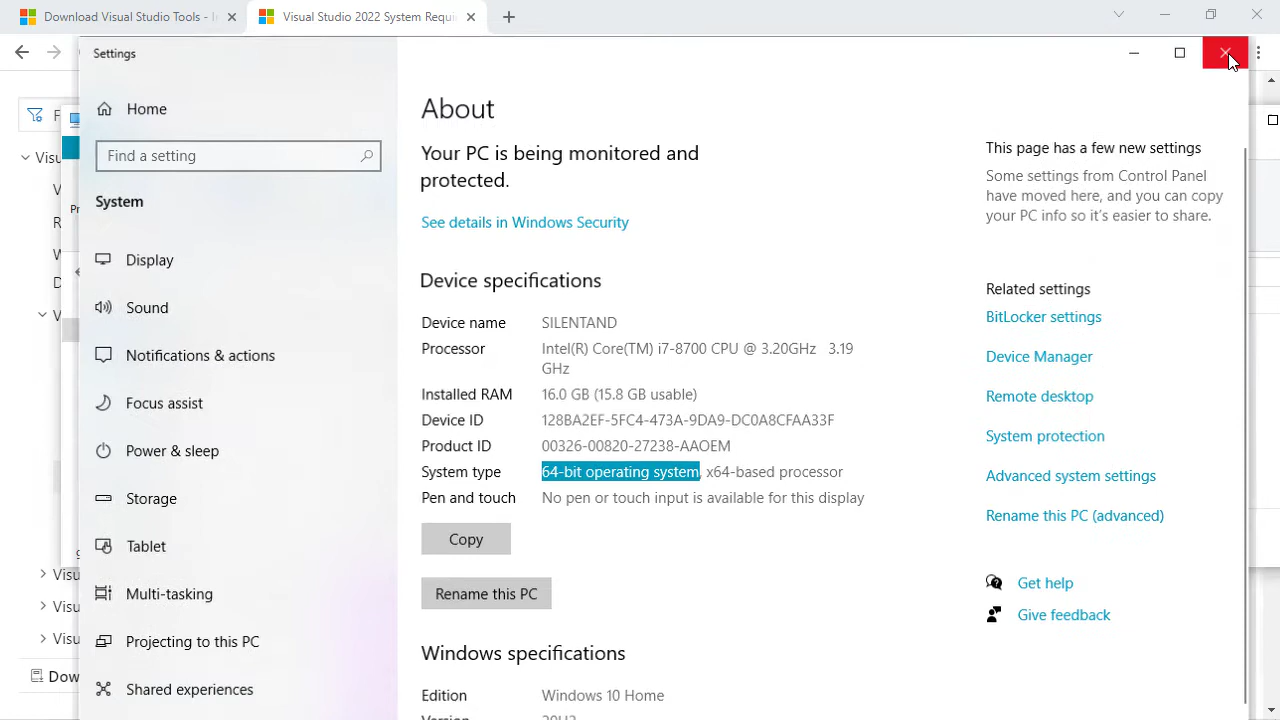 Download Visual Studio Tools - I
Visual Studio 2022 System Requi
Settings
Home
Find a setting
System
Display
Sound
Notifications & actions
Focus assist
Power & sleep
Storage
Tablet
Multi-tasking
Projecting to this PC
Shared experiences
About
Your PC is being monitored and
protected.
See details in Windows Security
Device specifications
Device name SILENTAND
Processor Intel(R) Core(TM) i7-8700 CPU @ 3.20GHz 3.19
GHz
Installed RAM 16.0 GB (15.8 GB usable)
Device ID 128BA2EF-5FC4-473A-9DA9-DC0A8CFAA33F
Product ID 00326-00820-27238-AAOEM
System type 64-bit operating system, x64-based processor
Pen and touch No pen or touch input is available for this display
Copy
Rename this PC
Windows specifications
Edition Windows 10 Home
This page has a few new settings
Some settings from Control Panel
have moved here, and you can copy
your PC info so it's easier to share.
Related settings
BitLocker settings
Device Manager
Remote desktop
System protection
Advanced system settings
Rename this PC (advanced)
Get help
Give feedback
Visu
Visu
Visu
Visu
Dow